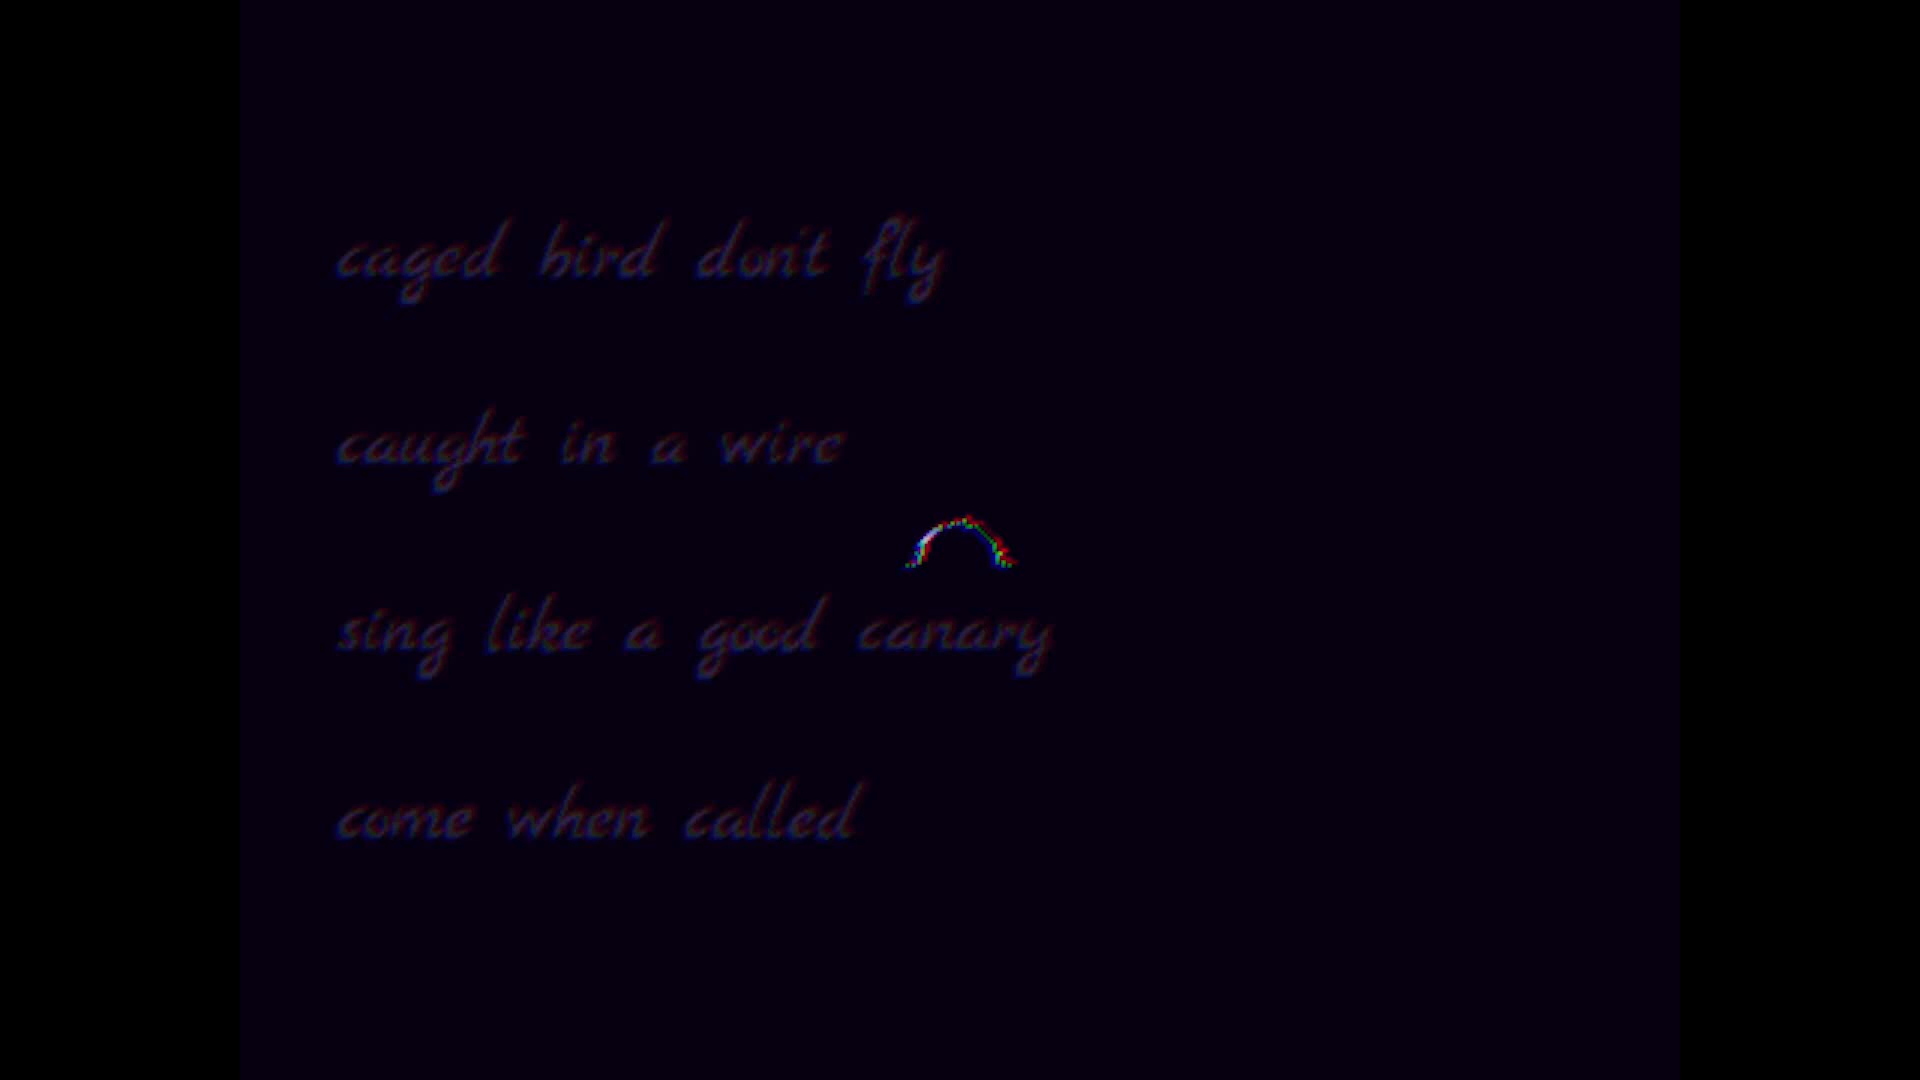 caged bird don't fly
caught in a wire
sing like a good canary
come when called